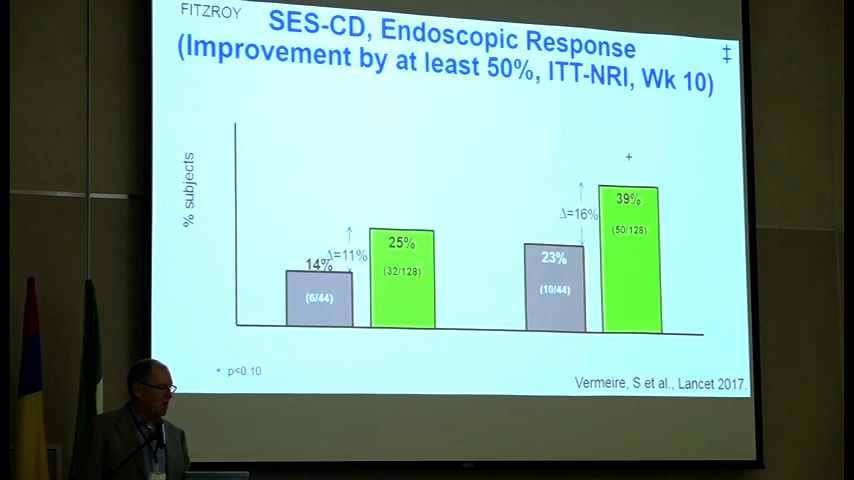 FITZROY
SES-CD, Endoscopic Response
(Improvement by at least 50%, ITT-NRI, Wk 10)
‡
% subjects
14%
(6/44)
Δ=11%
25%
(32/128)
23%
(10/44)
Δ=16%
+
39%
(50/128)
+: p<0.10
Vermeire, S et al., Lancet 2017.